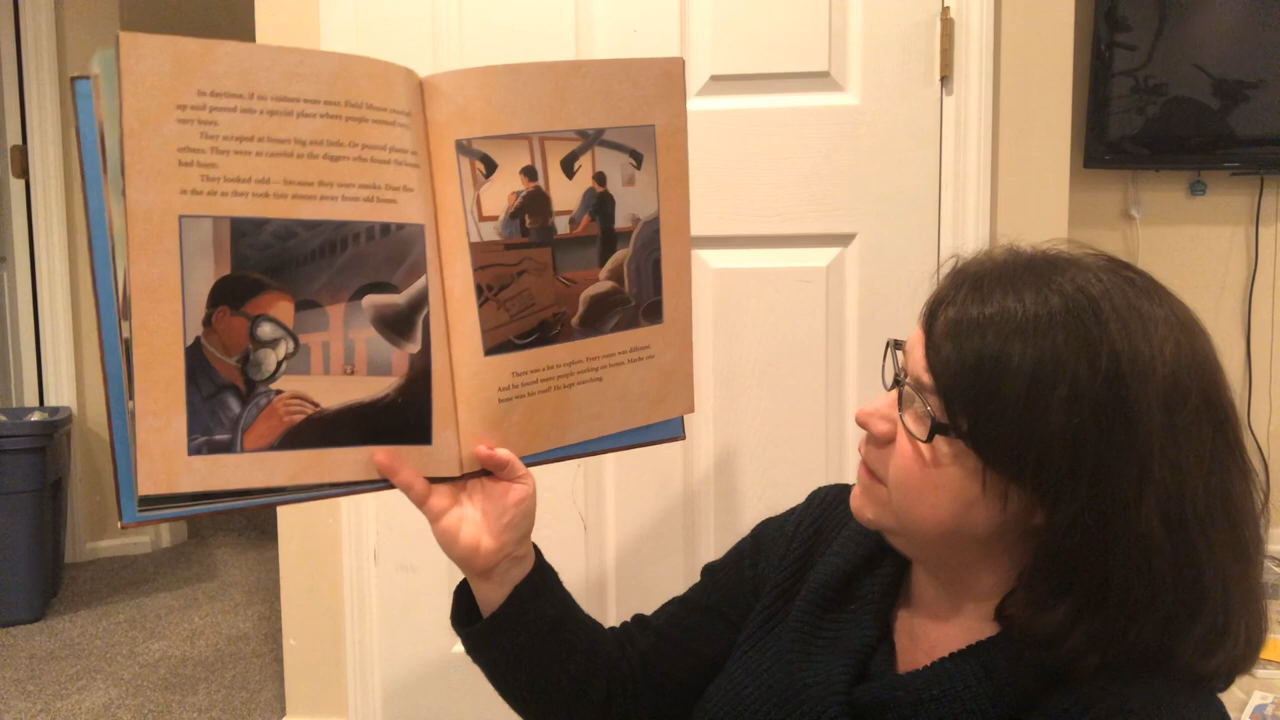 In daytime, if no visitors were near, Field Mouse
up and peered into a special place where people seemed
very busy.
They scraped at bones big and little. Or
others. They were as careful as the diggers who found the bones
had been.
They looked odd — because they wore masks. Dust flew
in the air as they took tiny stones away from old bones.
There was a lot to explore. Every room was different.
And he found more people working on bones. Maybe one
bone was his roof! He kept searching.